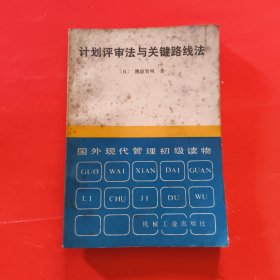 计划评审法与关键路线法
〔日〕 著
国外现代管理初级读物
GUO WAI XIAN DAI GUAN
LI CHU JI DU WU
机械工业出版社